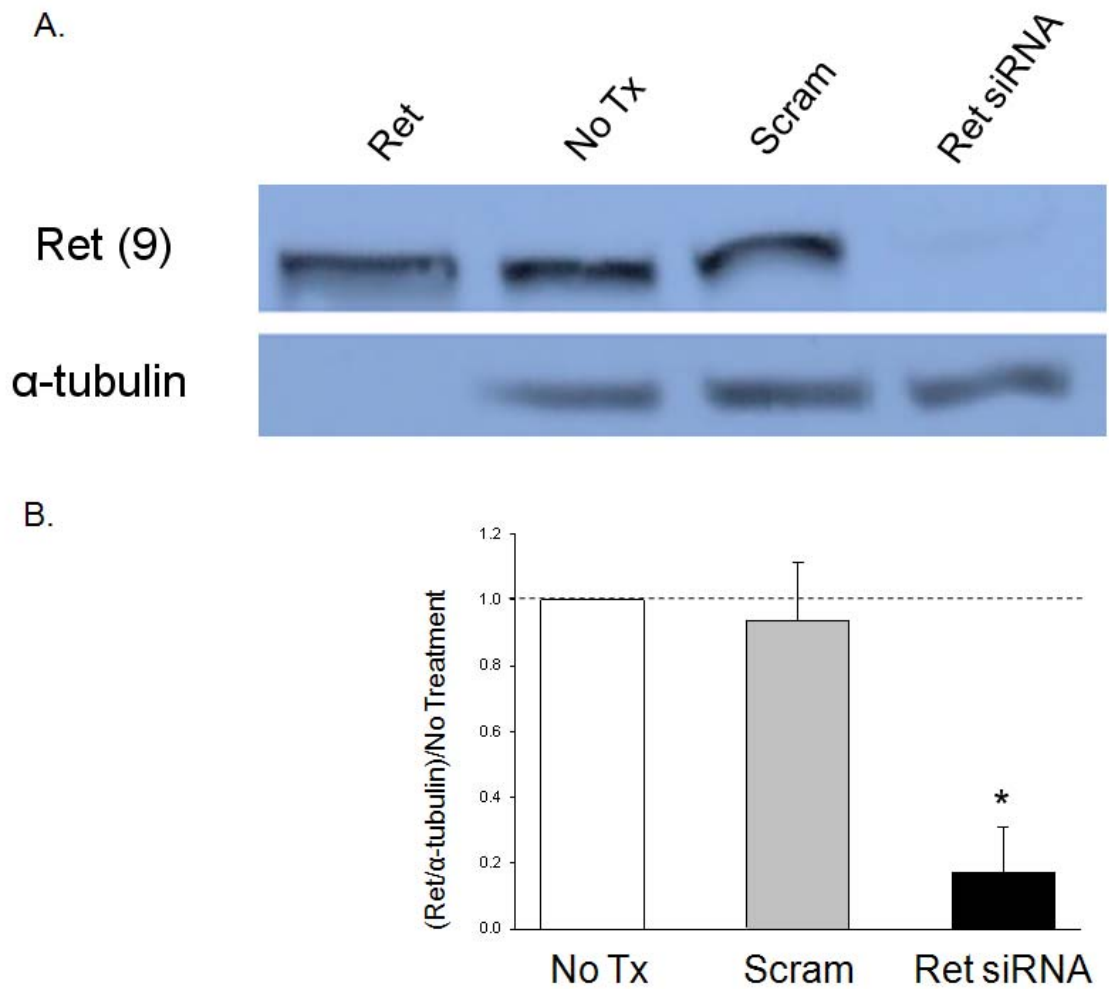 A.
Ret
No Tx
Scram
Ret siRNA
Ret (9)
α-tubulin
B.
(Ret/α-tubulin)/No Treatment
1.2
1.0
0.8
0.6
0.4
0.2
0.0
*
No Tx
Scram
Ret siRNA